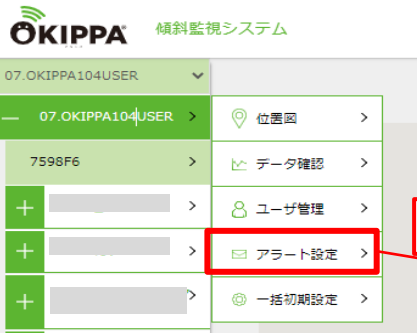 ÖKIPPA 傾斜監視システム
07.OKIPPA104USER
07.OKIPPA104USER
7598F6
位置図
データ確認
ユーザ管理
アラート設定
一括初期設定